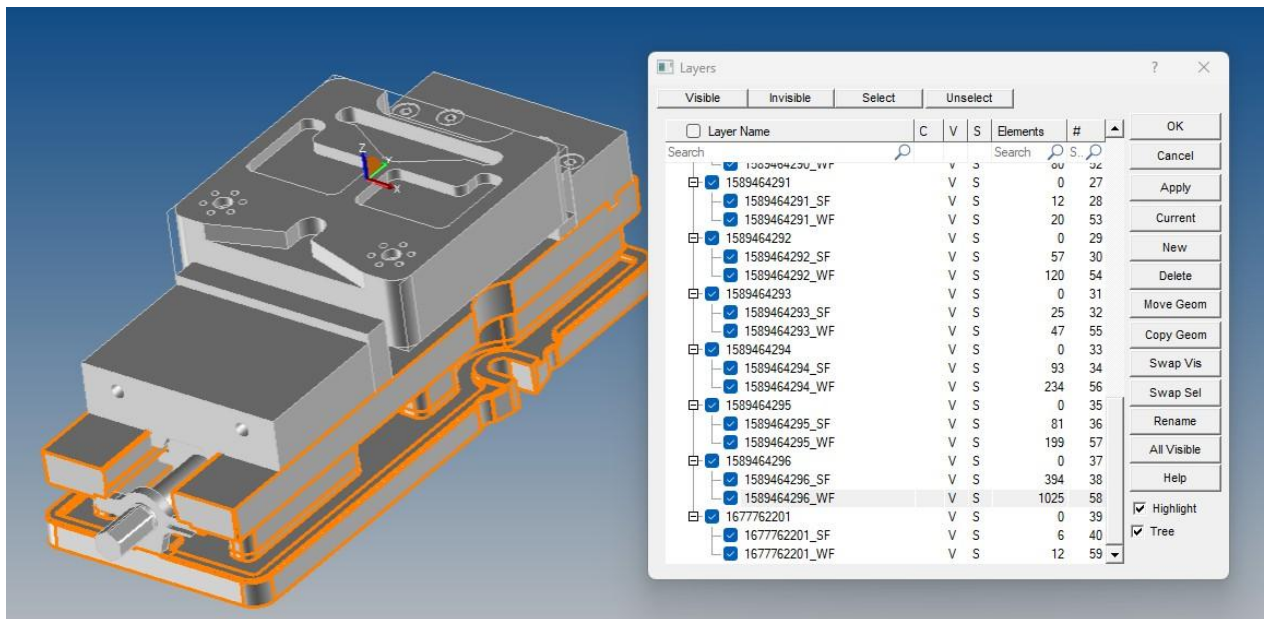 Layers ? ×
Visible Invisible Select Unselect
Layer Name C V S Elements #
Search Search S..
1589464290_WF V S 80 52
1589464291 V S 0 27
1589464291_SF V S 12 28
1589464291_WF V S 20 53
1589464292 V S 0 29
1589464292_SF V S 57 30
1589464292_WF V S 120 54
1589464293 V S 0 31
1589464293_SF V S 25 32
1589464293_WF V S 47 55
1589464294 V S 0 33
1589464294_SF V S 93 34
1589464294_WF V S 234 56
1589464295 V S 0 35
1589464295_SF V S 81 36
1589464295_WF V S 199 57
1589464296 V S 0 37
1589464296_SF V S 394 38
1589464296_WF V S 1025 58
1677762201 V S 0 39
1677762201_SF V S 6 40
1677762201_WF V S 12 59
OK
Cancel
Apply
Current
New
Delete
Move Geom
Copy Geom
Swap Vis
Swap Sel
Rename
All Visible
Help
Highlight
Tree
Z
Y
X